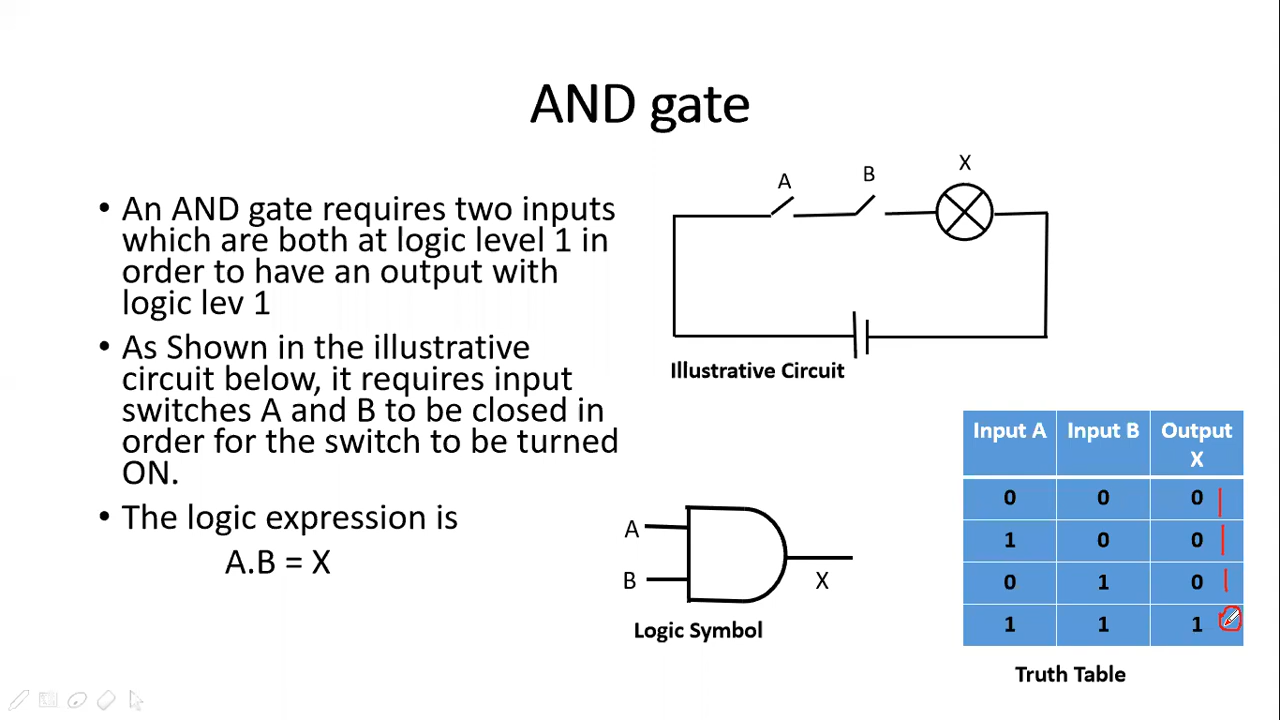 AND gate
• An AND gate requires two inputs
which are both at logic level 1 in
order to have an output with
logic lev 1
• As Shown in the illustrative
circuit below, it requires input
switches A and B to be closed in
order for the switch to be turned
ON.
• The logic expression is
A.B = X
A B X
Illustrative Circuit
A
B
X
Logic Symbol
Input A Input B Output
X
0 0 0 |
1 0 0 |
0 1 0 |
1 1 1 0
Truth Table